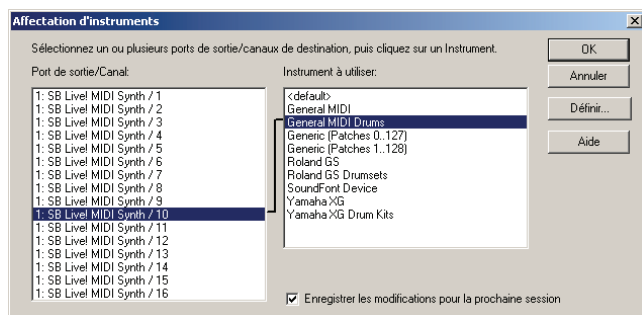 Affectation d'instruments
Sélectionnez un ou plusieurs ports de sortie/canaux de destination, puis cliquez sur un Instrument.
Port de sortie/Canal:
1: SB Live! MIDI Synth / 1
1: SB Live! MIDI Synth / 2
1: SB Live! MIDI Synth / 3
1: SB Live! MIDI Synth / 4
1: SB Live! MIDI Synth / 5
1: SB Live! MIDI Synth / 6
1: SB Live! MIDI Synth / 7
1: SB Live! MIDI Synth / 8
1: SB Live! MIDI Synth / 9
1: SB Live! MIDI Synth / 10
1: SB Live! MIDI Synth / 11
1: SB Live! MIDI Synth / 12
1: SB Live! MIDI Synth / 13
1: SB Live! MIDI Synth / 14
1: SB Live! MIDI Synth / 15
1: SB Live! MIDI Synth / 16
Instrument à utiliser:
<default>
General MIDI
General MIDI Drums
Generic (Patches 0..127)
Generic (Patches 1..128)
Roland GS
Roland GS Drumsets
SoundFont Device
Yamaha XG
Yamaha XG Drum Kits
Enregistrer les modifications pour la prochaine session
OK
Annuler
Définir...
Aide